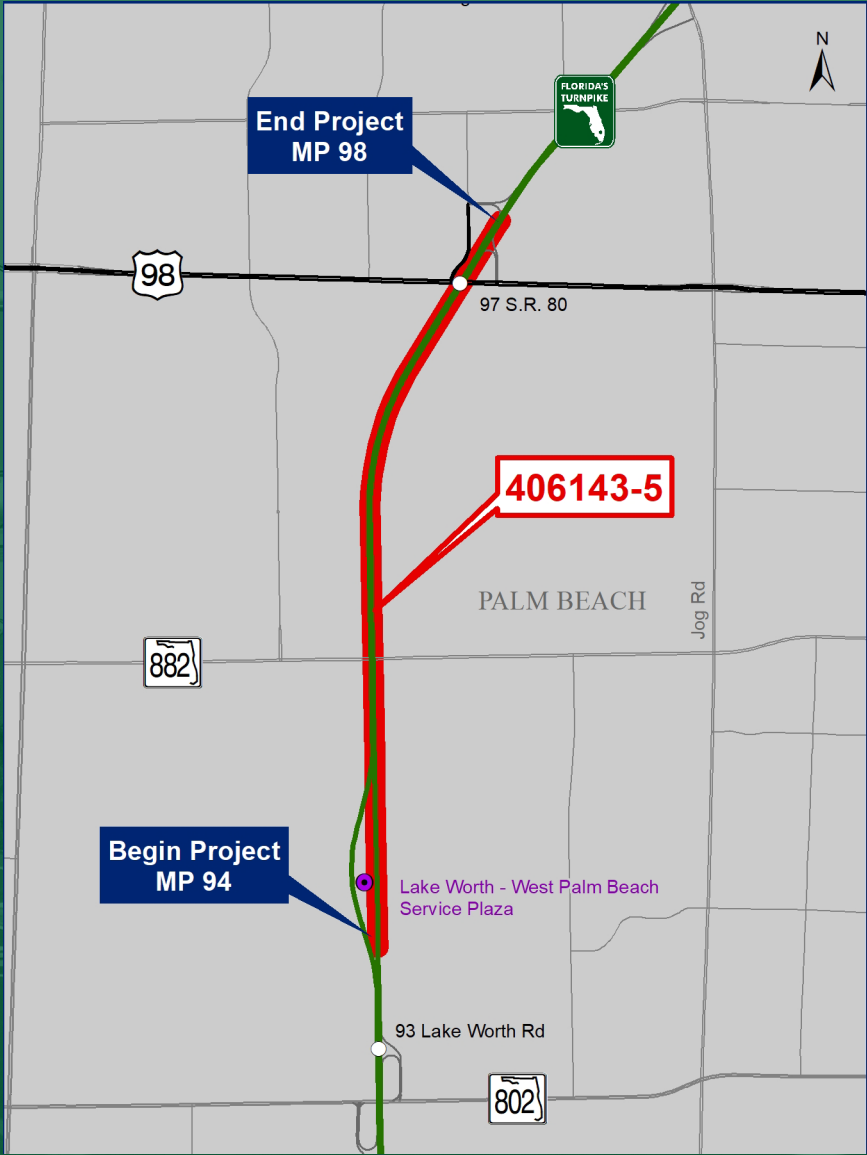 N
FLORIDA'S
TURNPIKE
End Project
MP 98
98
97 S.R. 80
406143-5
PALM BEACH
Jog Rd
882
Begin Project
MP 94
Lake Worth - West Palm Beach
Service Plaza
93 Lake Worth Rd
802